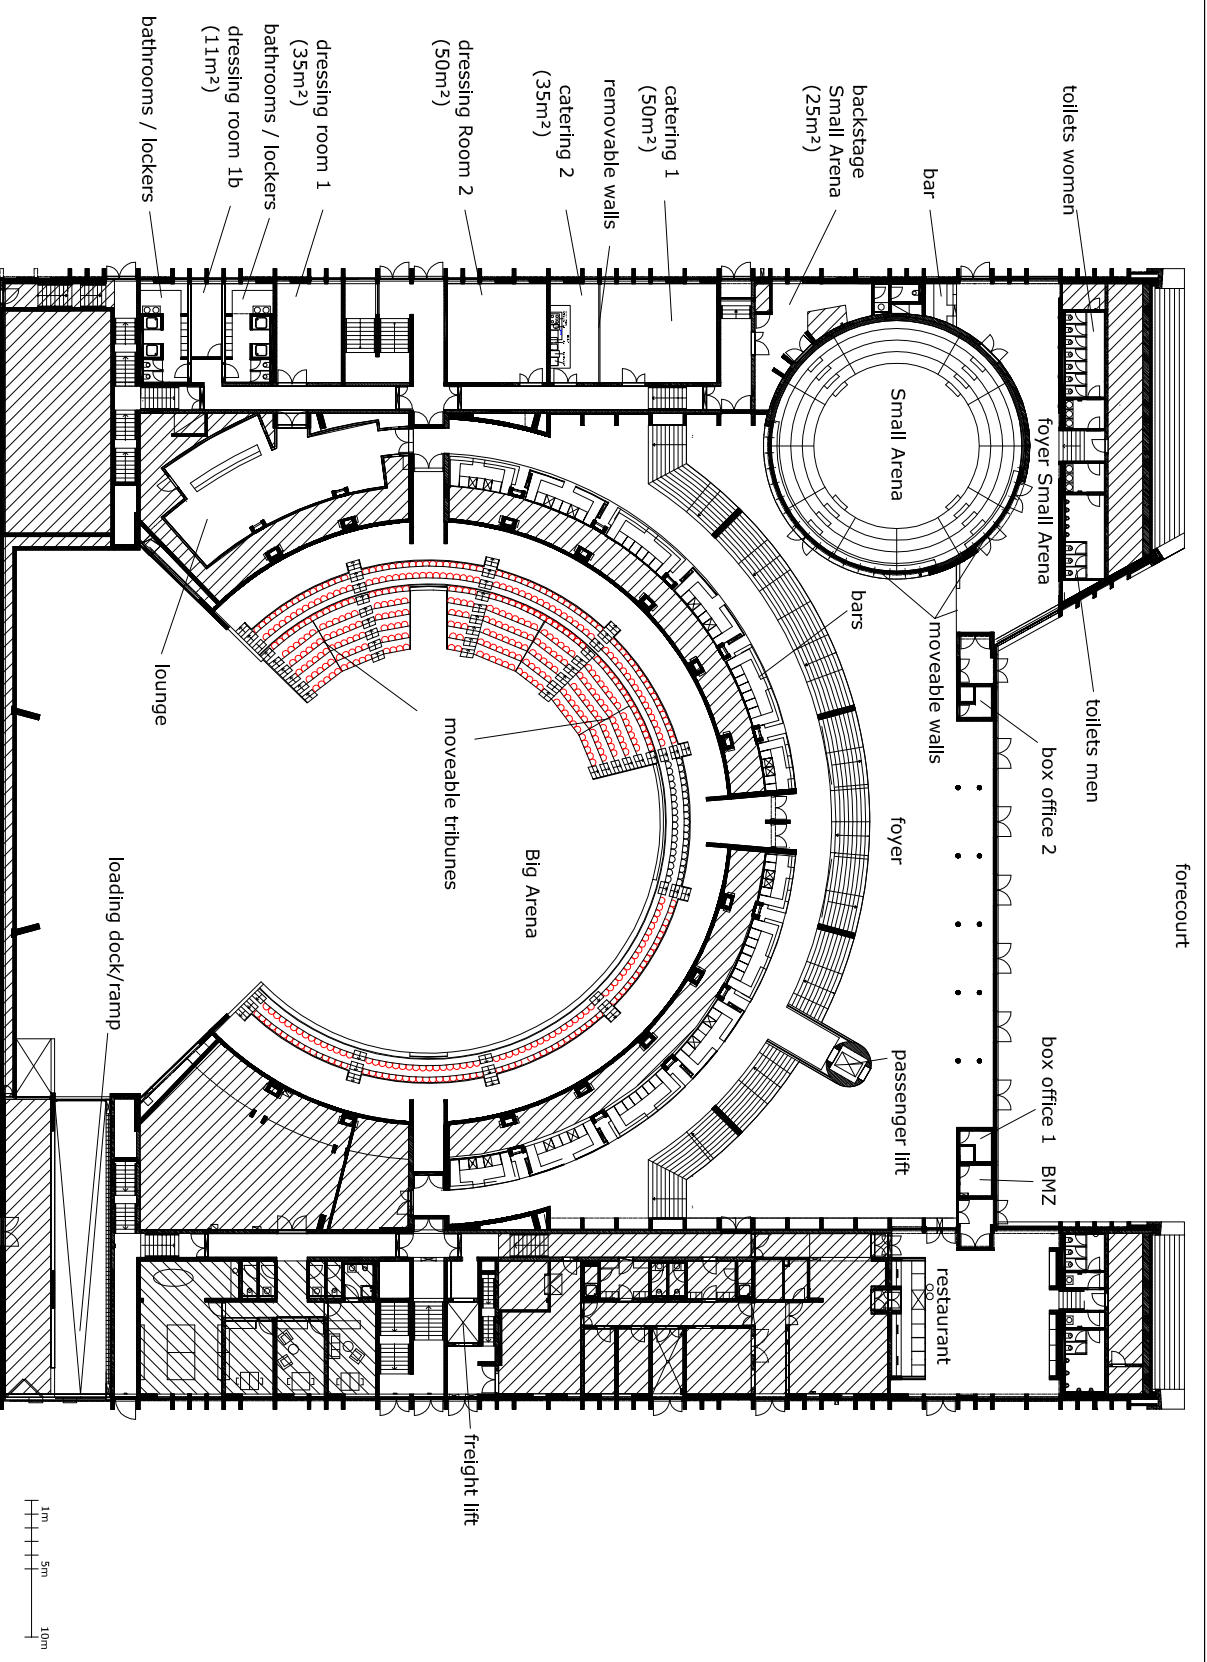 forecourt
toilets women
foyer Small Arena
toilets men
box office 2
box office 1
BMZ
bar
moveable walls
restaurant
Small Arena
foyer
passenger lift
backstage
Small Arena
(25m²)
bars
catering 1
(50m²)
removable walls
catering 2
(35m²)
Big Arena
dressing Room 2
(50m²)
moveable tribunes
freight lift
dressing room 1
(35m²)
bathrooms / lockers
dressing room 1b
(11m²)
bathrooms / lockers
lounge
loading dock/ramp
1m
5m
10m